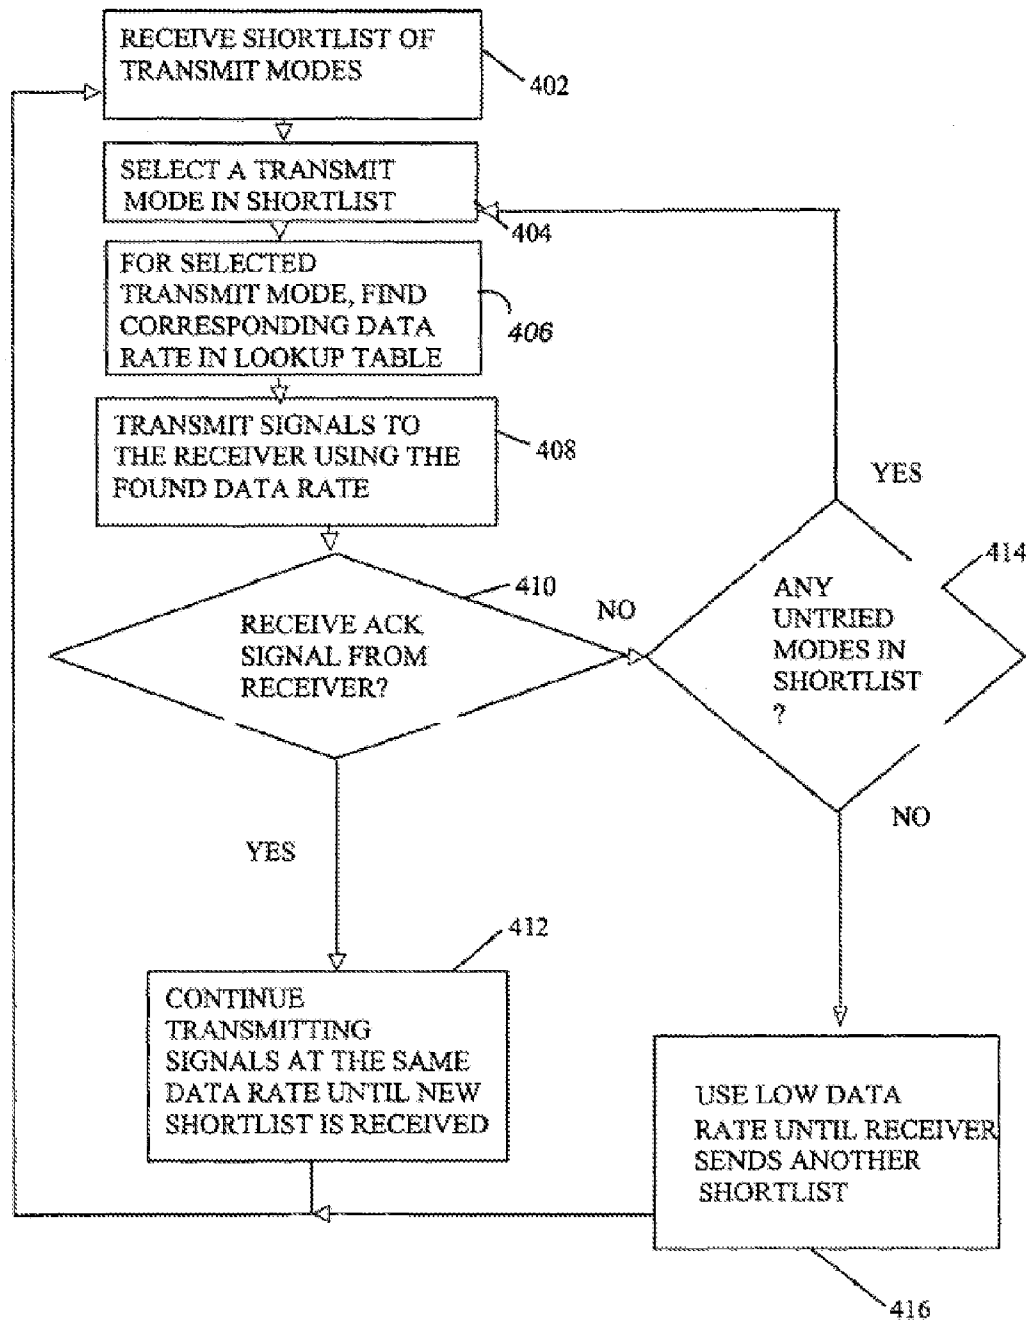 RECEIVE SHORTLIST OF
TRANSMIT MODES
402
SELECT A TRANSMIT
MODE IN SHORTLIST
404
FOR SELECTED
TRANSMIT MODE, FIND
CORRESPONDING DATA
RATE IN LOOKUP TABLE
406
TRANSMIT SIGNALS TO
THE RECEIVER USING THE
FOUND DATA RATE
408
RECEIVE ACK
SIGNAL FROM
RECEIVER?
410
NO
YES
ANY
UNTRIED
MODES IN
SHORTLIST
?
414
YES
NO
CONTINUE
TRANSMITTING
SIGNALS AT THE SAME
DATA RATE UNTIL NEW
SHORTLIST IS RECEIVED
412
USE LOW DATA
RATE UNTIL RECEIVER
SENDS ANOTHER
SHORTLIST
416